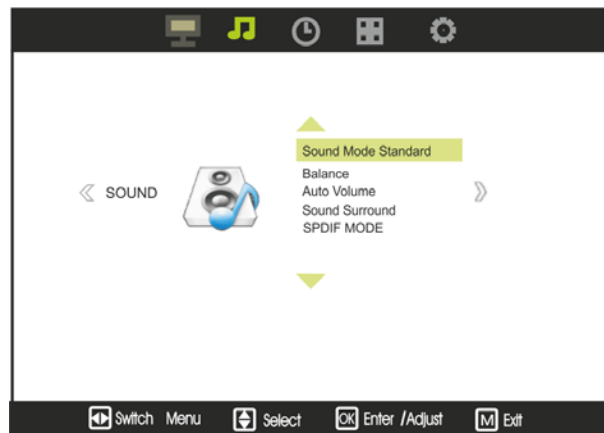 Sound Mode Standard
Balance
Auto Volume
SOUND
Sound Surround
SPDIF MODE
Switch Menu
Select
OK Enter /Adjust
M Exit